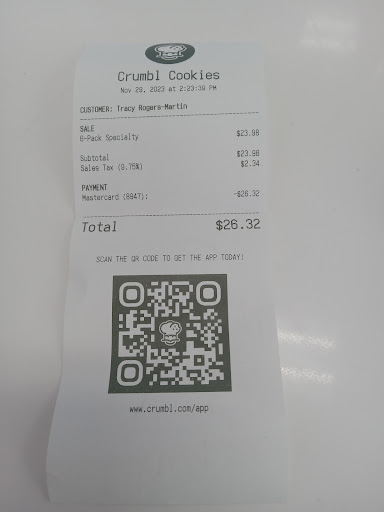 Crumbl Cookies
Nov 29, 2023 at 2:23:39 PM
CUSTOMER: Tracy Rogers-Martin
SALE
6-Pack Specialty $23.98
Subtotal $23.98
Sales Tax (9.75%) $2.34
PAYMENT
Mastercard (8847): -$26.32
Total $26.32
SCAN THE QR CODE TO GET THE APP TODAY!
www.crumbl.com/app